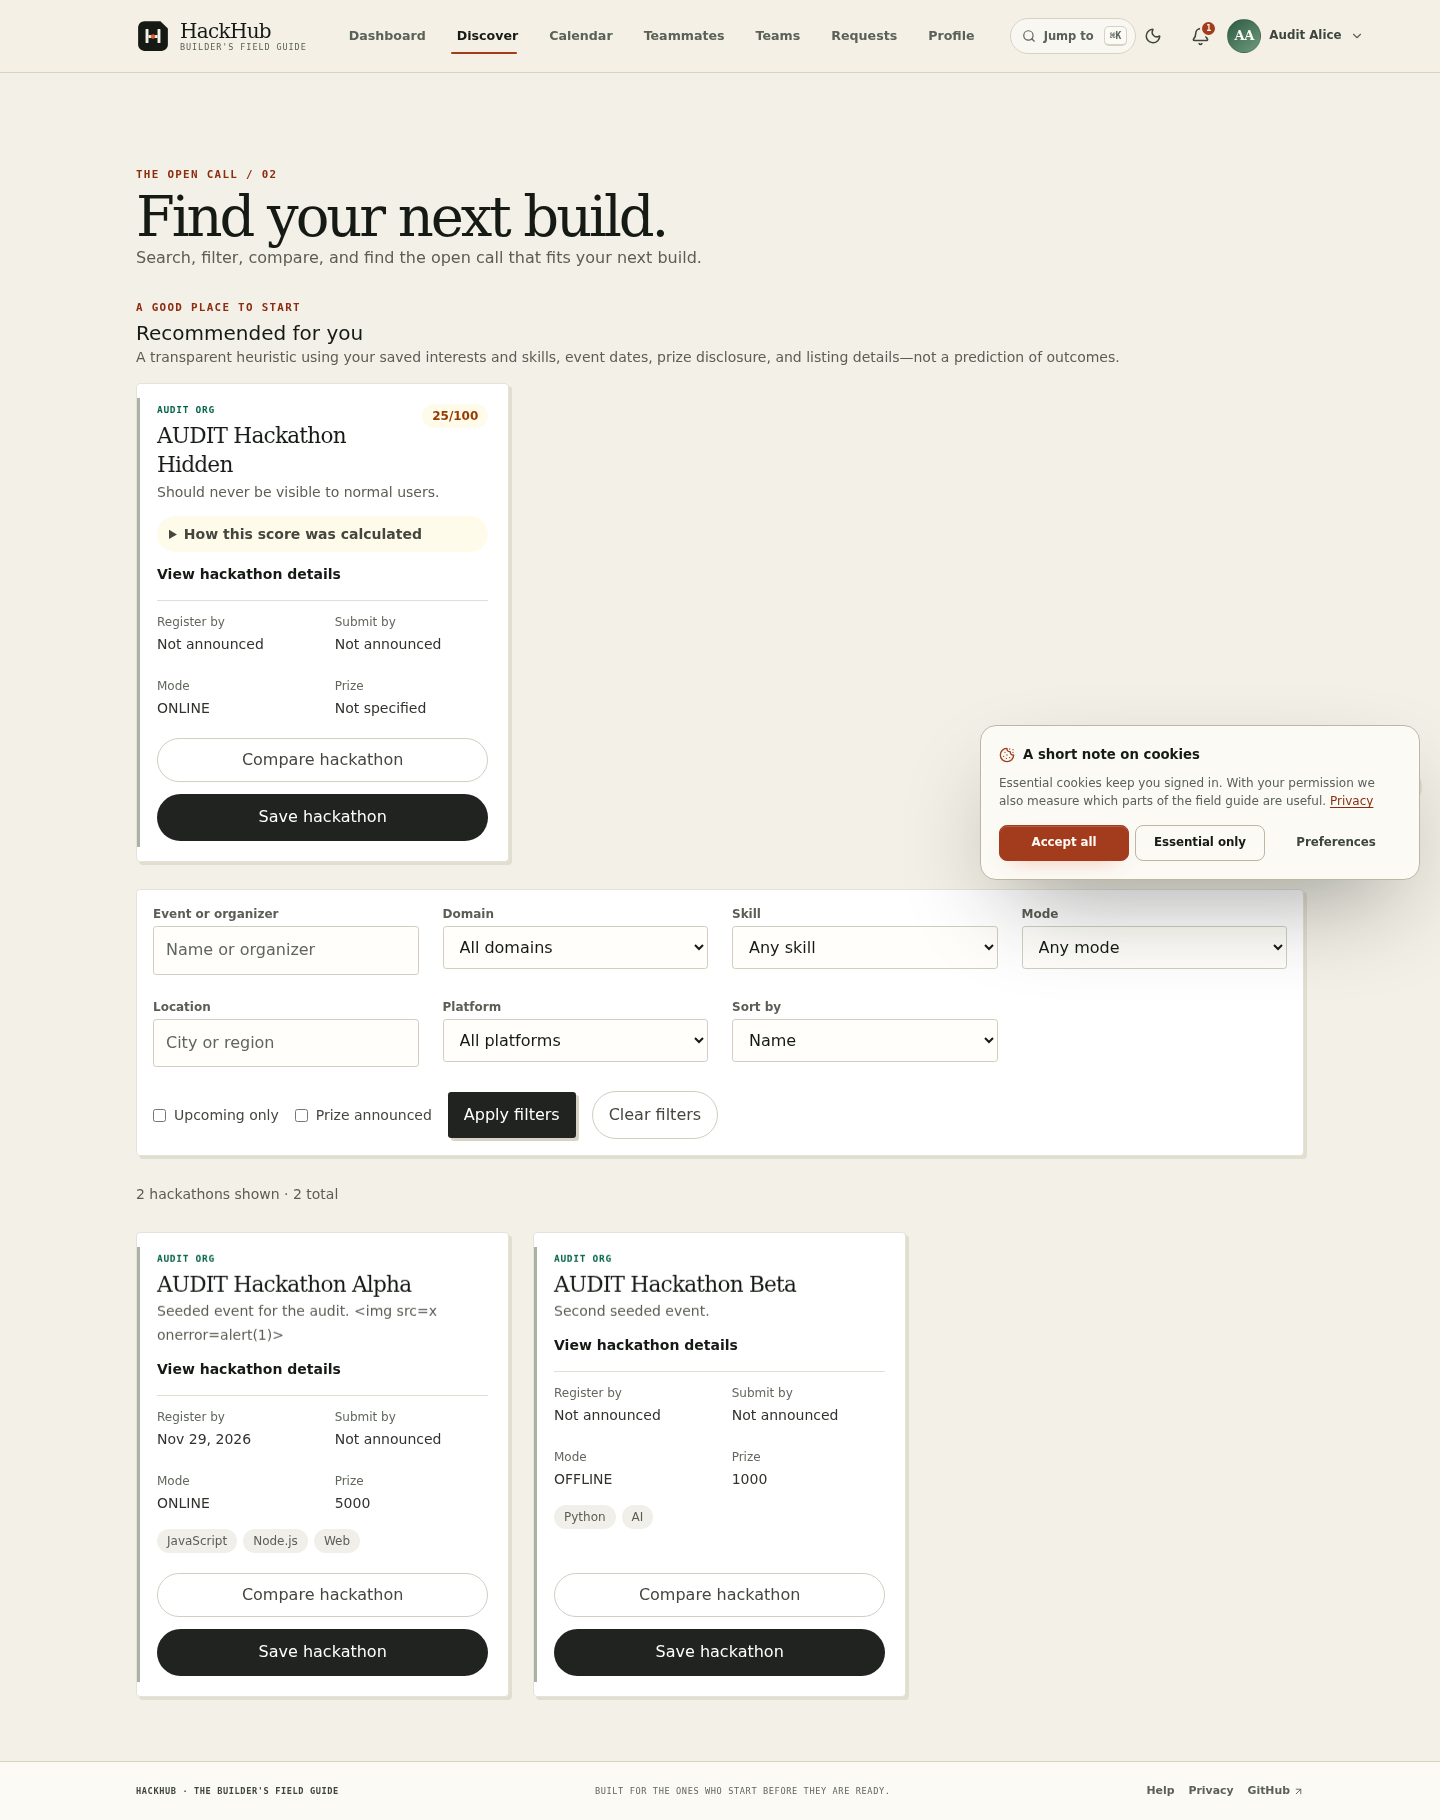 HackHub
BUILDER'S FIELD GUIDE
Dashboard
Discover
Calendar
Teammates
Teams
Requests
Profile
Jump to
⌘K
1
AA
Audit Alice
THE OPEN CALL / 02
Find your next build.
Search, filter, compare, and find the open call that fits your next build.
A GOOD PLACE TO START
Recommended for you
A transparent heuristic using your saved interests and skills, event dates, prize disclosure, and listing details—not a prediction of outcomes.
AUDIT ORG
25/100
AUDIT Hackathon
Hidden
Should never be visible to normal users.
How this score was calculated
View hackathon details
Register by
Submit by
Not announced
Not announced
Mode
Prize
ONLINE
Not specified
Compare hackathon
Save hackathon
A short note on cookies
Essential cookies keep you signed in. With your permission we
also measure which parts of the field guide are useful. Privacy
Accept all
Essential only
Preferences
Event or organizer
Domain
Skill
Mode
Name or organizer
All domains
Any skill
Any mode
Location
Platform
Sort by
City or region
All platforms
Name
Upcoming only
Prize announced
Apply filters
Clear filters
2 hackathons shown · 2 total
AUDIT ORG
AUDIT Hackathon Alpha
Seeded event for the audit. <img src=x
onerror=alert(1)>
View hackathon details
Register by
Submit by
Nov 29, 2026
Not announced
Mode
Prize
ONLINE
5000
JavaScript
Node.js
Web
Compare hackathon
Save hackathon
AUDIT ORG
AUDIT Hackathon Beta
Second seeded event.
View hackathon details
Register by
Submit by
Not announced
Not announced
Mode
Prize
OFFLINE
1000
Python
AI
Compare hackathon
Save hackathon
HACKHUB · THE BUILDER'S FIELD GUIDE
BUILT FOR THE ONES WHO START BEFORE THEY ARE READY.
Help
Privacy
GitHub